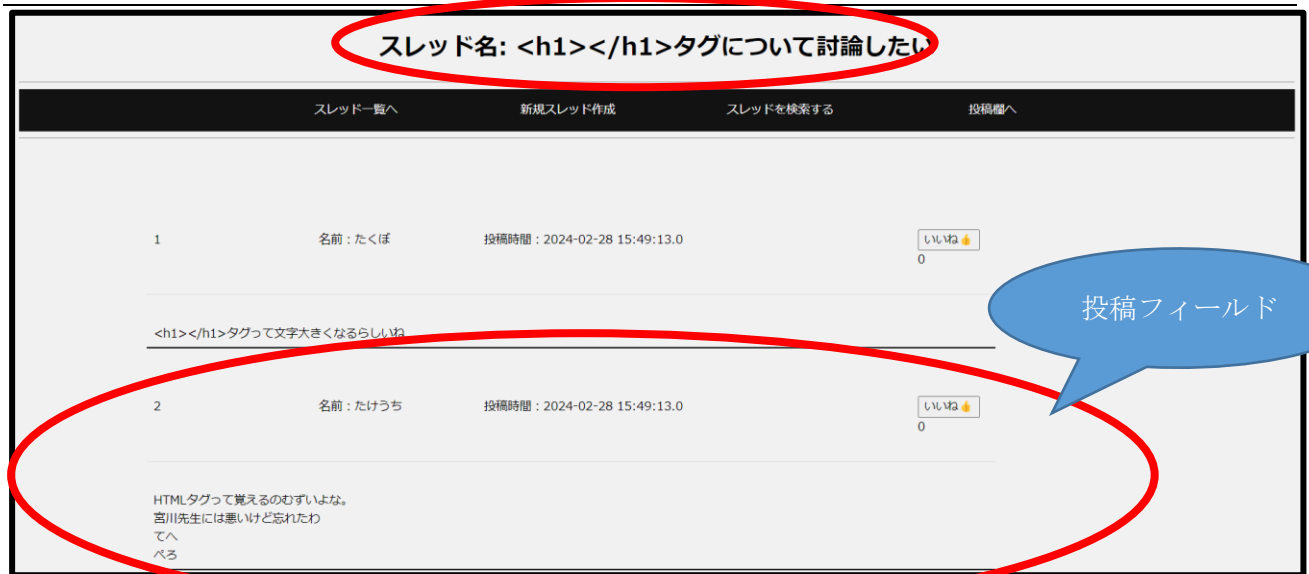 スレッド名: <h1></h1>タグについて討論したい
スレッド一覧へ 新規スレッド作成 スレッドを検索する 投稿欄へ
1 名前：たくぼ 投稿時間：2024-02-28 15:49:13.0 いいね👍
0
投稿フィールド
<h1></h1>タグって文字大きくなるらしいね
2 名前：たけうち 投稿時間：2024-02-28 15:49:13.0 いいね👍
0
HTMLタグって覚えるのむずいよな。
宮川先生には悪いけど忘れたわ
てへ
ぺろ